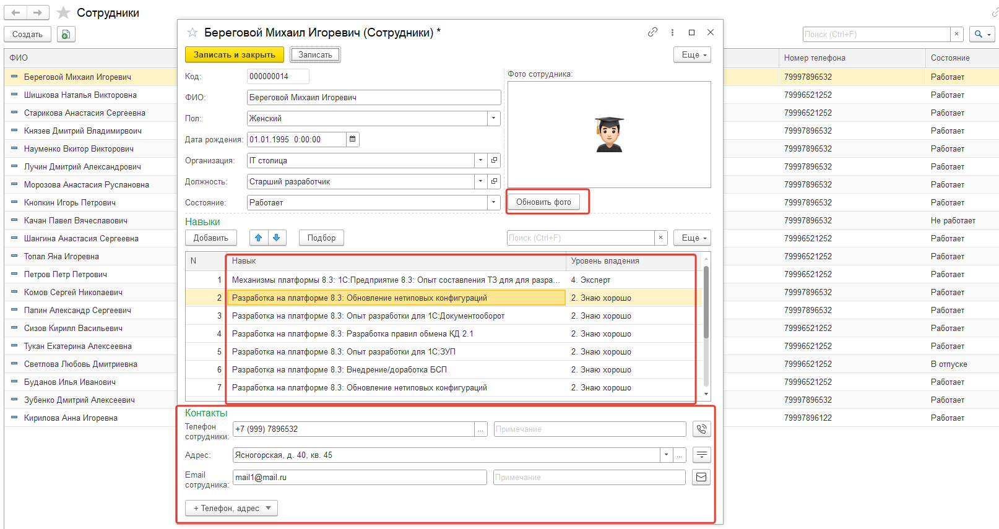 Сотрудники
Создать
Поиск (Ctrl+F)
ФИО
Номер телефона
Состояние
Береговой Михаил Игоревич
79997896532
Работает
Шишкова Наталья Викторовна
79996521252
Работает
Старикова Анастасия Сергеевна
79996521252
Работает
Князев Дмитрий Владимирвоич
79997896532
Работает
Науменко Вкитор Викторович
79997896532
Работает
Лучин Дмитрий Александрович
79997896532
Работает
Морозова Анастасия Руслановна
79997896532
Работает
Кнопкин Игорь Петрович
79997896532
Работает
Качан Павел Вячеславович
79997896532
Не работает
Шангина Анастасия Сергеевна
79996521252
Работает
Топал Яна Игоревна
79996521252
Работает
Петров Петр Петрович
79996521252
Работает
Комов Сергей Николаевич
79997896532
Работает
Папин Александр Сергеевич
79997896532
Работает
Сизов Кирилл Васильевич
79996521252
Работает
Тукан Екатерина Алексеевна
79996521252
Работает
Светлова Любовь Дмитриевна
79996521252
В отпуске
Буданов Илья Иванович
79996521252
Работает
Зубенко Дмитрий Алексеевич
79997896532
Работает
Кирилова Анна Игоревна
79997896122
Работает
Береговой Михаил Игоревич (Сотрудники) *
Записать и закрыть
Записать
Еще
Код:
000000014
ФИО:
Береговой Михаил Игоревич
Пол:
Женский
Дата рождения:
01.01.1995 0:00:00
Организация:
IT столица
Должность:
Старший разработчик
Состояние:
Работает
Фото сотрудника:
Обновить фото
Навыки
Добавить
Подбор
Поиск (Ctrl+F)
Еще
N
Навык
Уровень владения
1
Механизмы платформы 8.3: 1С:Предприятие 8.3: Опыт составления ТЗ для для разра...
4. Эксперт
2
Разработка на платформе 8.3: Обновление нетиповых конфигураций
2. Знаю хорошо
3
Разработка на платформе 8.3: Опыт разработки для 1С:Документооборот
2. Знаю хорошо
4
Разработка на платформе 8.3: Разработка правил обмена КД 2.1
2. Знаю хорошо
5
Разработка на платформе 8.3: Опыт разработки для 1С:ЗУП
2. Знаю хорошо
6
Разработка на платформе 8.3: Внедрение/доработка БСП
2. Знаю хорошо
7
Разработка на платформе 8.3: Обновление нетиповых конфигураций
2. Знаю хорошо
Контакты
Телефон
сотрудники:
+7 (999) 7896532
...
Примечание
Адрес:
Ясногорская, д. 40, кв. 45
...
Email
сотрудника:
mail1@mail.ru
Примечание
+ Телефон, адрес